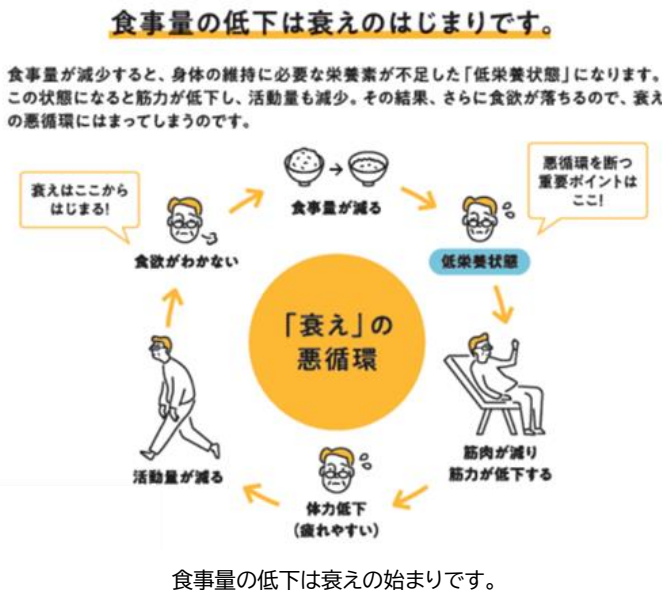 食事量の低下は衰えのはじまりです。
食事量が減少すると、身体の維持に必要な栄養素が不足した「低栄養状態」になります。
この状態になると筋力が低下し、活動量も減少。その結果、さらに食欲が落ちるので、衰え
の悪循環にはまってしまうのです。
衰えはここから
はじまる!
食事量が減る
悪循環を断つ
重要ポイントは
ここ!
食欲がわかない
低栄養状態
「衰え」の
悪循環
活動量が減る
筋肉が減り
筋力が低下する
体力低下
(疲れやすい)
食事量の低下は衰えの始まりです。